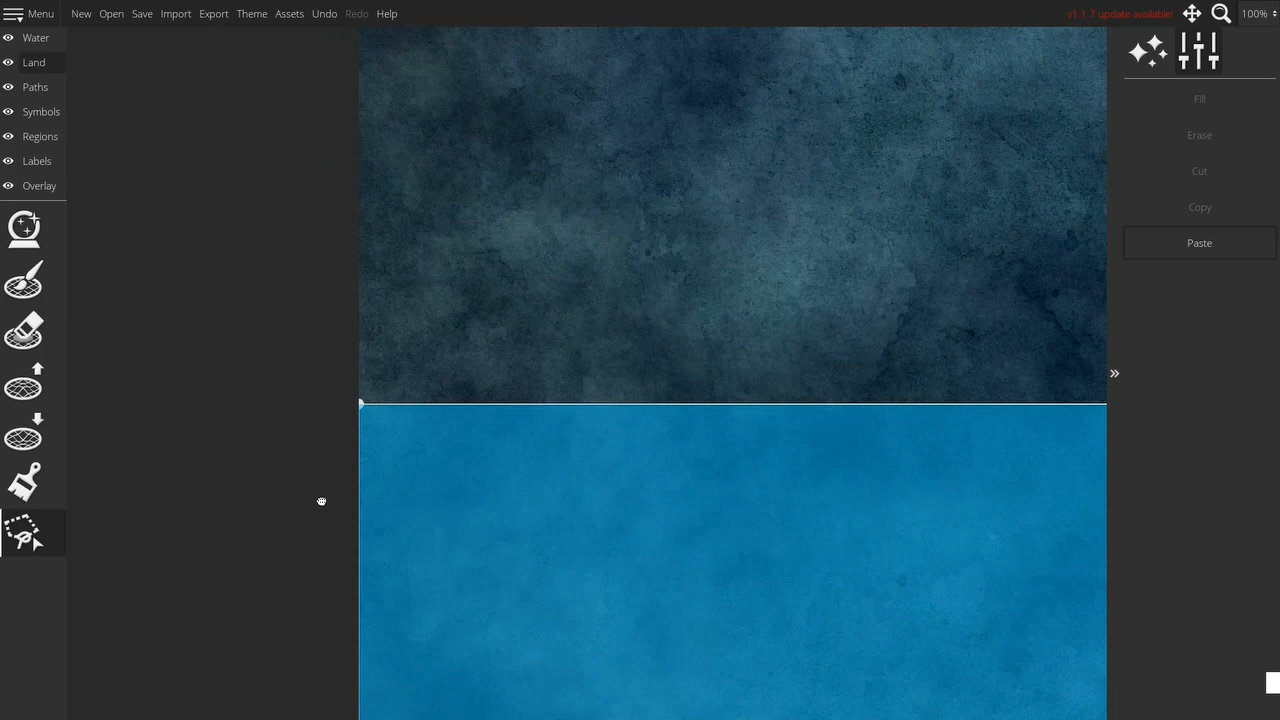 Menu New Open Save Import Export Theme Assets Undo Redo Help v1.1.7 update available! 100%
Water
Land
Paths
Symbols
Regions
Labels
Overlay
Fill
Erase
Cut
Copy
Paste